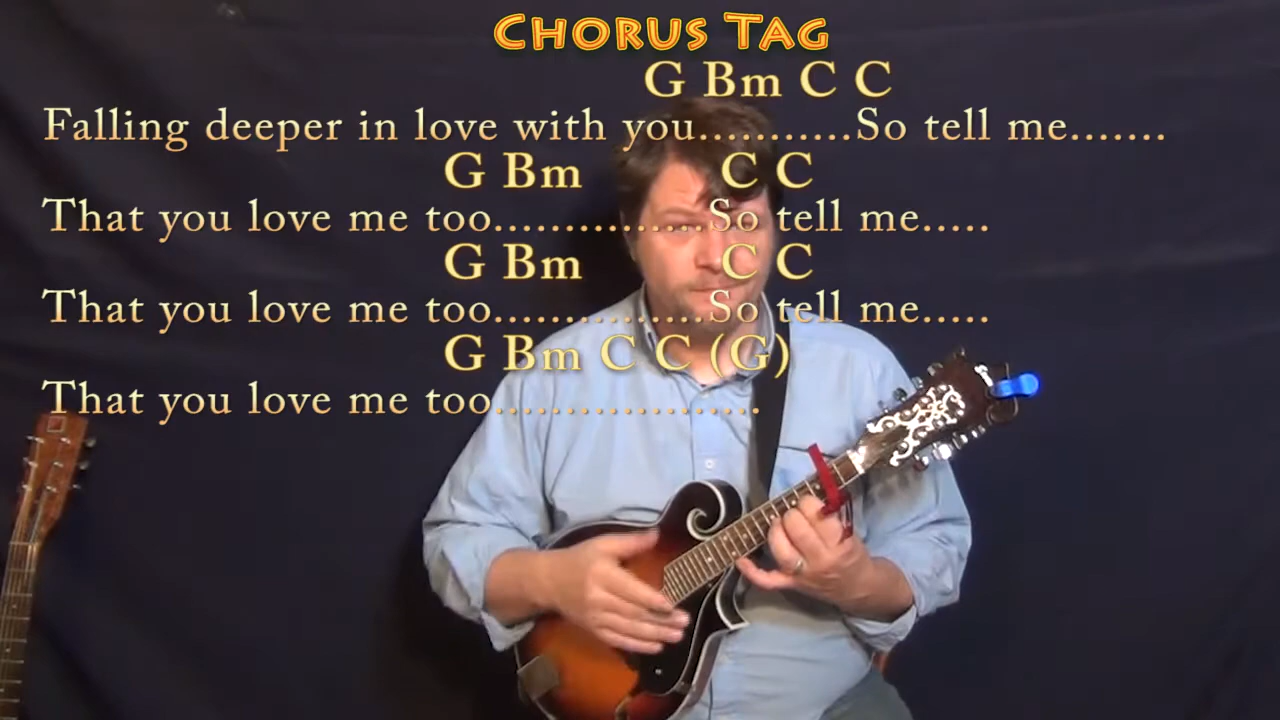 CHORUS TAG
G Bm C C
Falling deeper in love with you...........So tell me.......
G Bm C C
That you love me too...............So tell me.....
G Bm C C
That you love me too...............So tell me.....
G Bm C C (G)
That you love me too...................